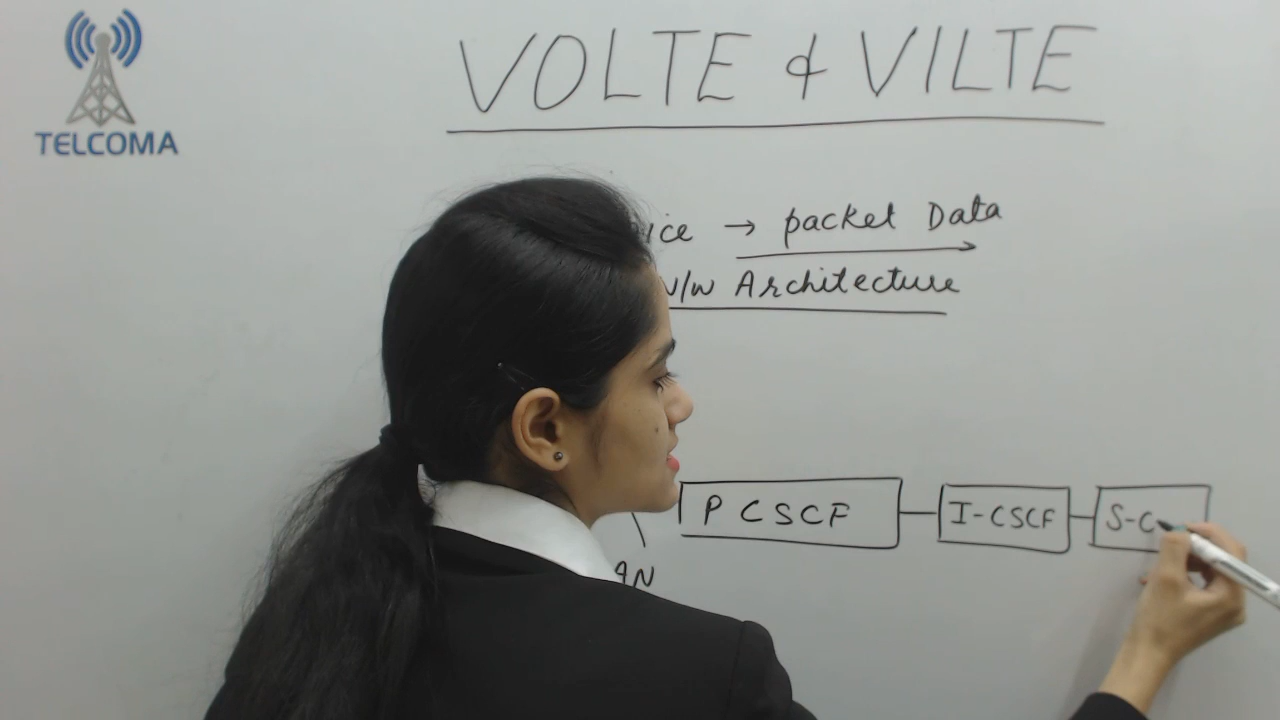 TELCOMA
VOLTE & VILTE
→ packet Data
N/W Architecture
P CSCF
I-CSCF
S-C